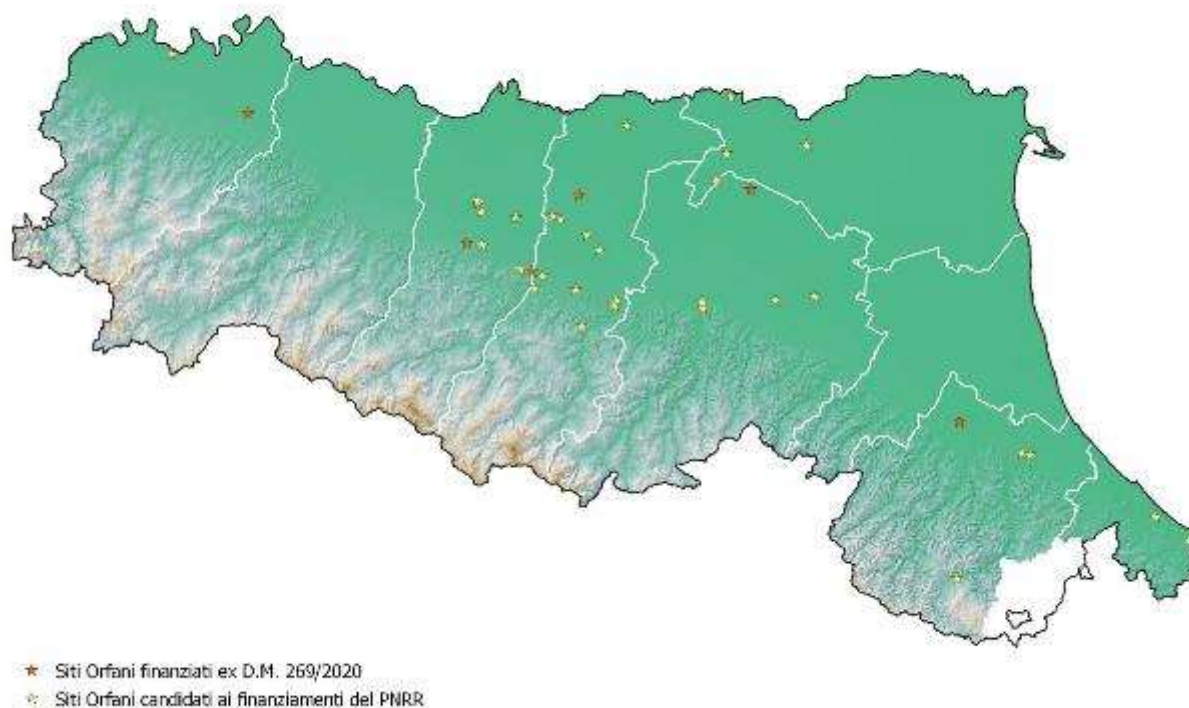 Siti Orfani finanziati ex D.M. 269/2020
Siti Orfani candidati ai finanziamenti del PNRR